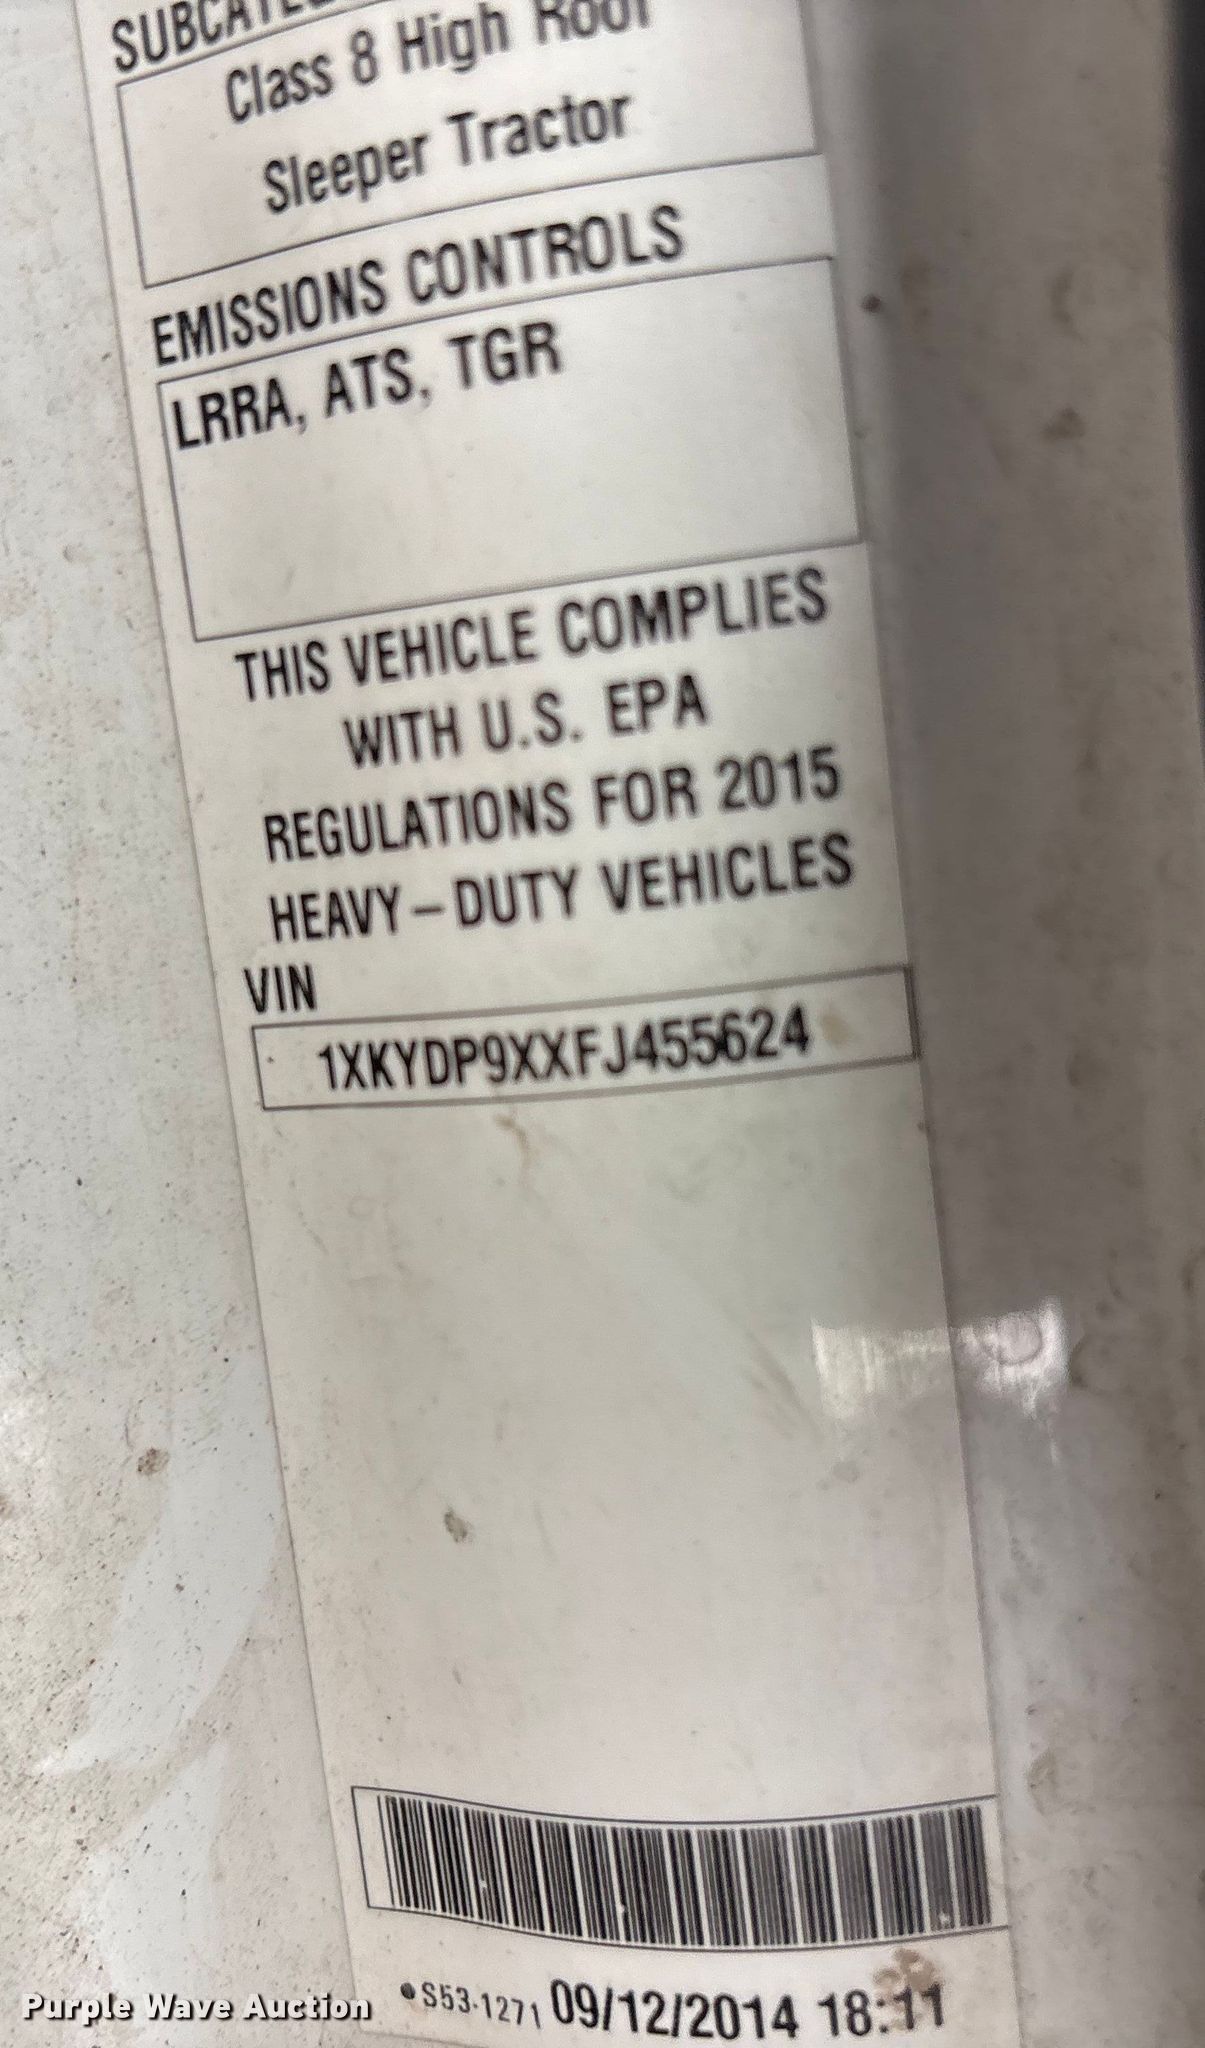 Class 8 High Roof
Sleeper Tractor
EMISSIONS CONTROLS
LRRA, ATS, TGR
THIS VEHICLE COMPLIES
WITH U.S. EPA
REGULATIONS FOR 2015
HEAVY-DUTY VEHICLES
VIN
1XKYDP9XXFJ455624
S53-1271 09/12/2014 18:11
Purple Wave Auction